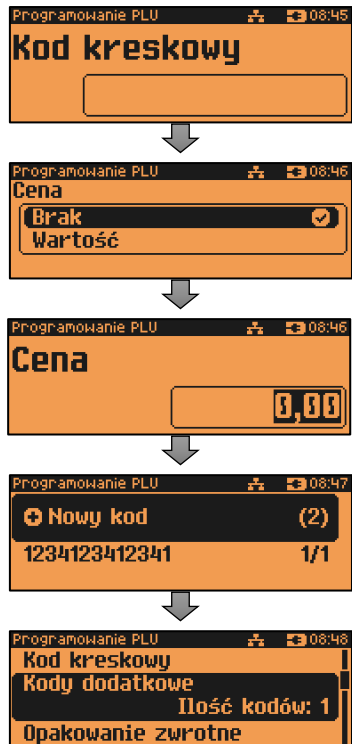 Programowanie PLU 08:45
Kod kreskowy
Programowanie PLU 08:46
Cena
Brak
Wartość
Programowanie PLU 08:46
Cena
0,00
Programowanie PLU 08:47
Nowy kod (2)
1234123412341 1/1
Programowanie PLU 08:48
Kod kreskowy
Kody dodatkowe
Ilość kodów: 1
Opakowanie zwrotne